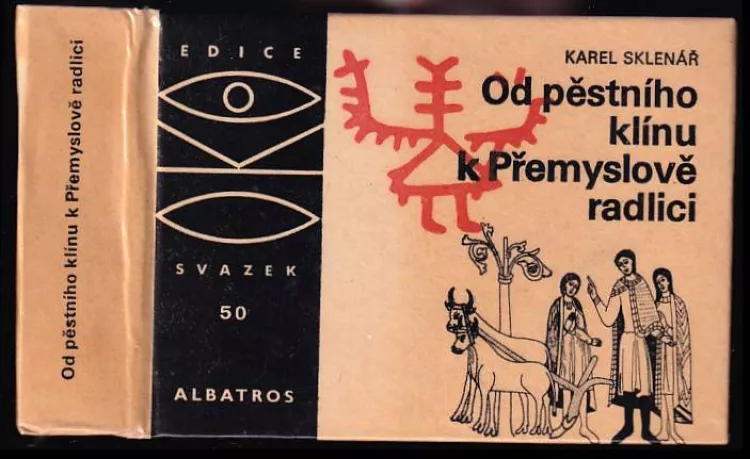 Od pěstního klínu k Přemyslově radlici
EDICE
SVAZEK
50
ALBATROS
KAREL SKLENÁŘ
Od pěstního
klínu
k Přemyslově
radlici